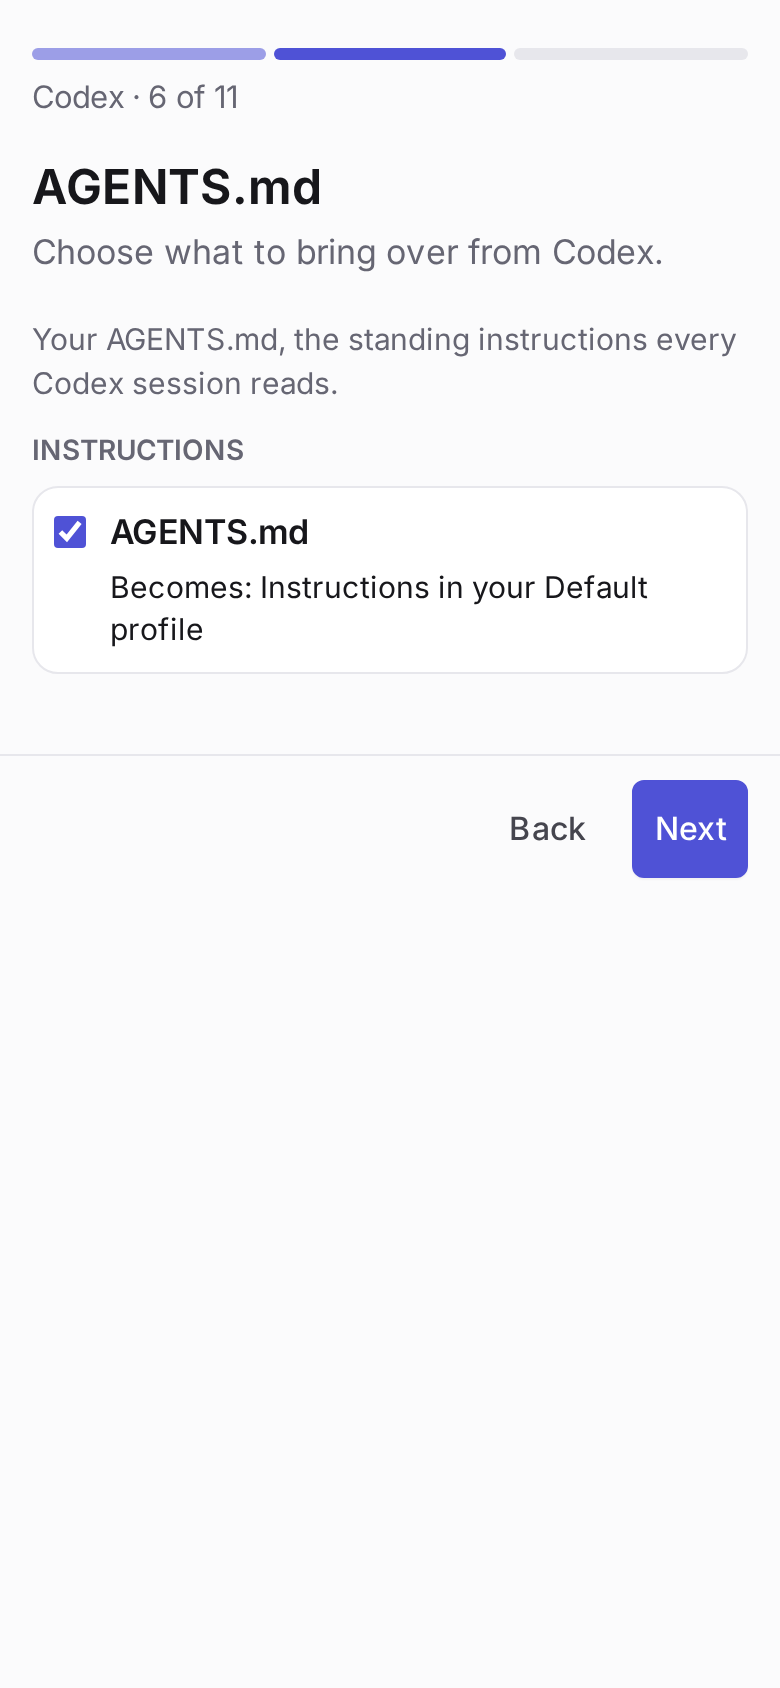 Codex · 6 of 11
AGENTS.md
Choose what to bring over from Codex.
Your AGENTS.md, the standing instructions every
Codex session reads.
INSTRUCTIONS
AGENTS.md
Becomes: Instructions in your Default
profile
Back
Next